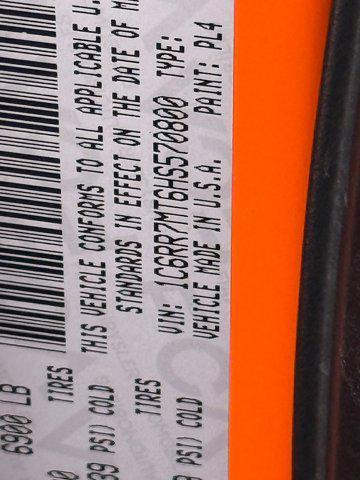 6900 LB
TIRES
THIS VEHICLE CONFORMS TO ALL APPLICABLE U.
39 PSI) COLD
STANDARDS IN EFFECT ON THE DATE OF M
TIRES
VIN: 1C6RR7MT6HS570800 TYPE:
PSI) COLD
VEHICLE MADE IN U.S.A. PAINT: PL4